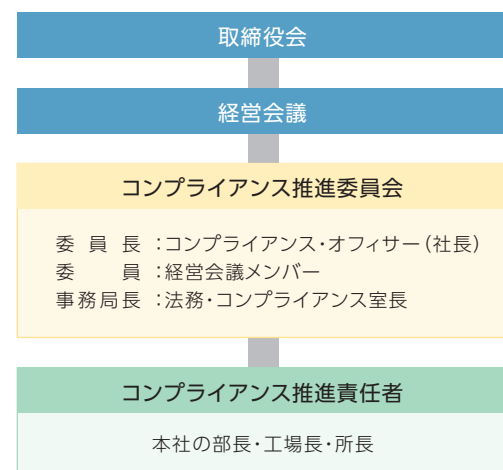 取締役会
経営会議
コンプライアンス推進委員会
委員長：コンプライアンス・オフィサー（社長）
委員：経営会議メンバー
事務局長：法務・コンプライアンス室長
コンプライアンス推進責任者
本社の部長・工場長・所長